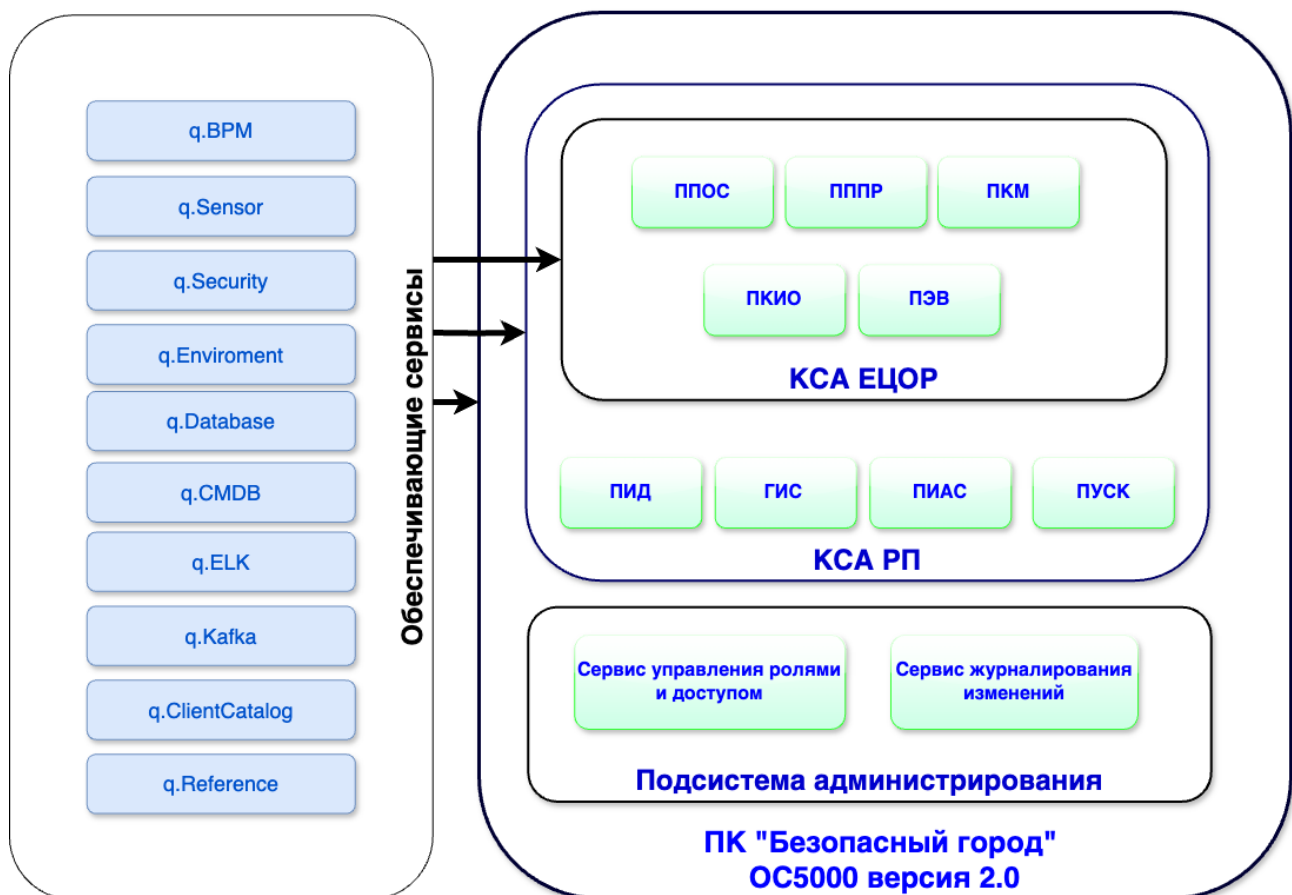 q.BPM
q.Sensor
q.Security
q.Enviroment
q.Database
q.CMDB
q.ELK
q.Kafka
q.ClientCatalog
q.Reference
Обеспечивающие сервисы
ППОС
ПППР
ПКМ
ПКИО
ПЭВ
КСА ЕЦОР
ПИД
ГИС
ПИАС
ПУСК
КСА РП
Сервис управления ролями
и доступом
Сервис журналирования
изменений
Подсистема администрирования
ПК "Безопасный город"
ОС5000 версия 2.0